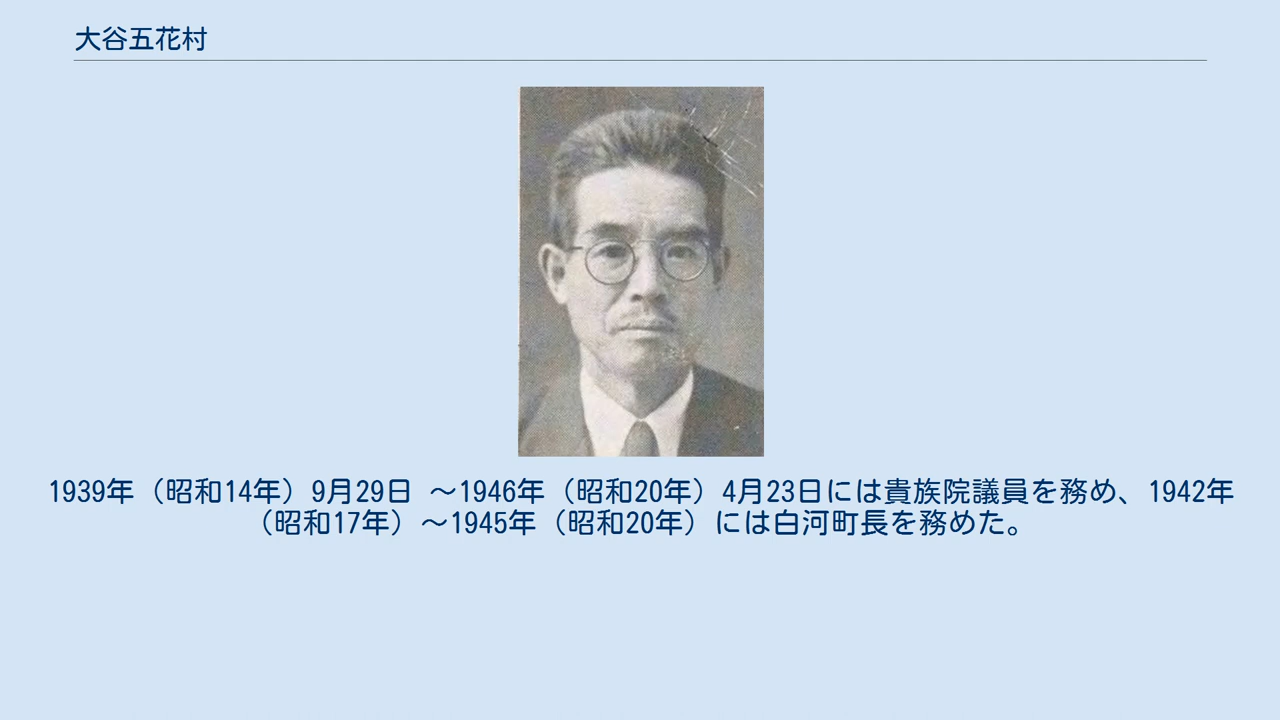 大谷五花村
1939年（昭和14年）9月29日 〜1946年（昭和20年）4月23日には貴族院議員を務め、1942年
（昭和17年）〜1945年（昭和20年）には白河町長を務めた。